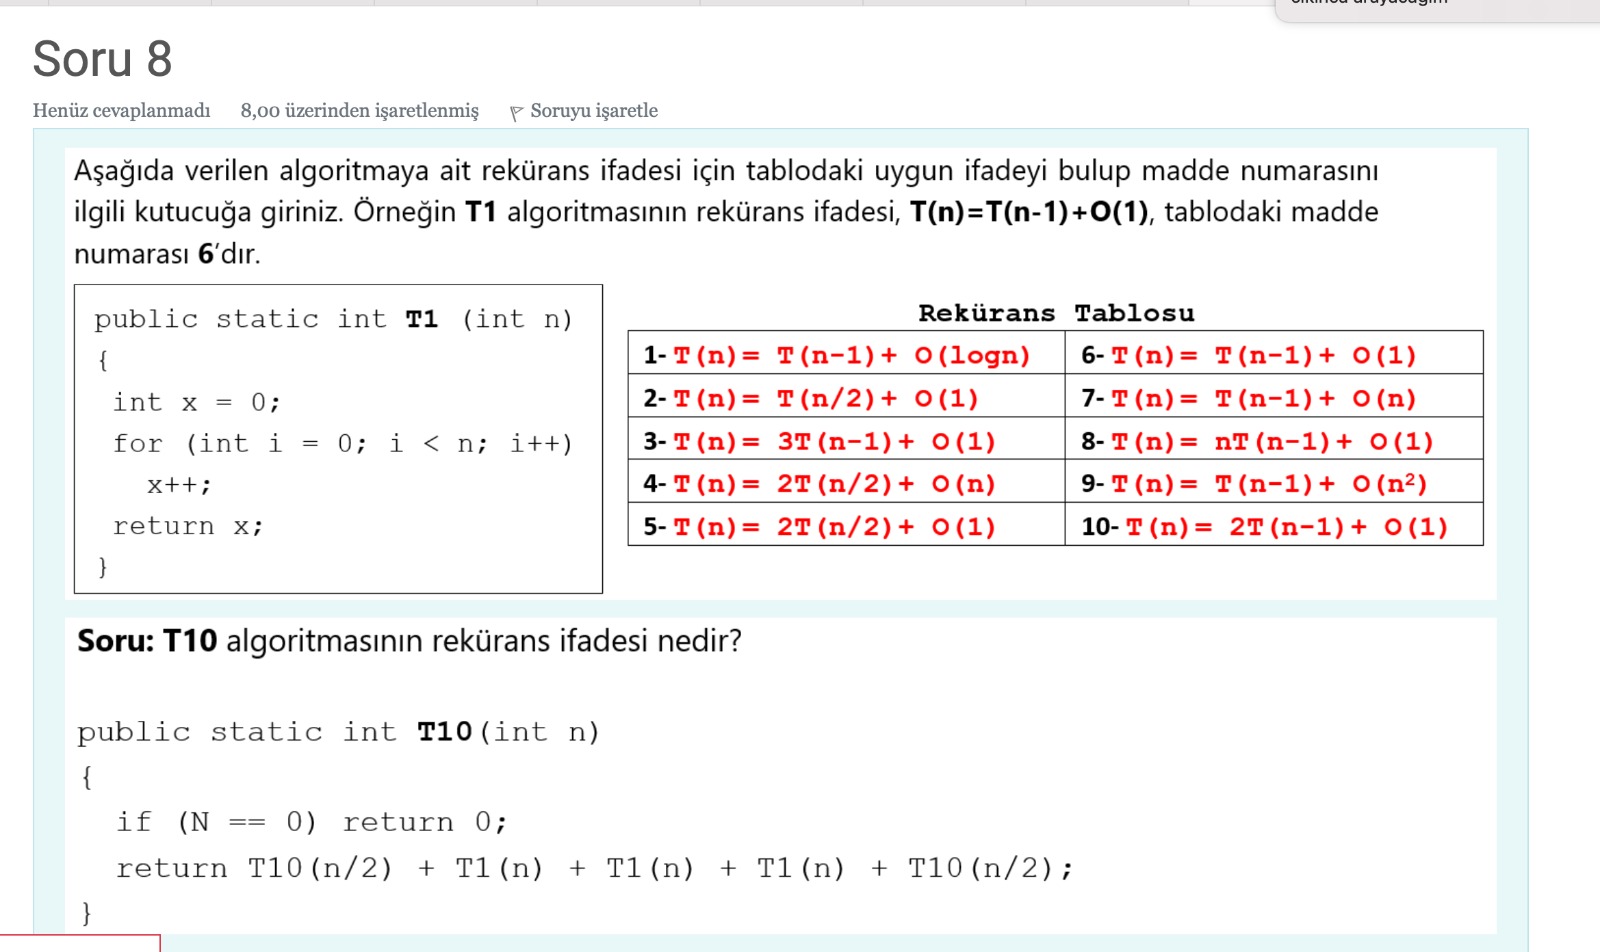 Soru 8
Henüz cevaplanmadı 8,00 üzerinden işaretlenmiş Soruyu işaretle
Aşağıda verilen algoritmaya ait rekürans ifadesi için tablodaki uygun ifadeyi bulup madde numarasını
ilgili kutucuğa giriniz. Örneğin T1 algoritmasının rekürans ifadesi, T(n)=T(n-1)+O(1), tablodaki madde
numarası 6'dır.
public static int T1 (int n)
{
int x = 0;
for (int i = 0; i < n; i++)
x++;
return x;
}
Rekürans Tablosu
1- T(n)= T(n-1)+ O(logn) 6- T(n)= T(n-1)+ O(1)
2- T(n)= T(n/2)+ O(1) 7- T(n)= T(n-1)+ O(n)
3- T(n)= 3T(n-1)+ O(1) 8- T(n)= nT(n-1)+ O(1)
4- T(n)= 2T(n/2)+ O(n) 9- T(n)= T(n-1)+ O(n²)
5- T(n)= 2T(n/2)+ O(1) 10- T(n)= 2T(n-1)+ O(1)
Soru: T10 algoritmasının rekürans ifadesi nedir?
public static int T10(int n)
{
if (N == 0) return 0;
return T10(n/2) + T1(n) + T1(n) + T1(n) + T10(n/2);
}